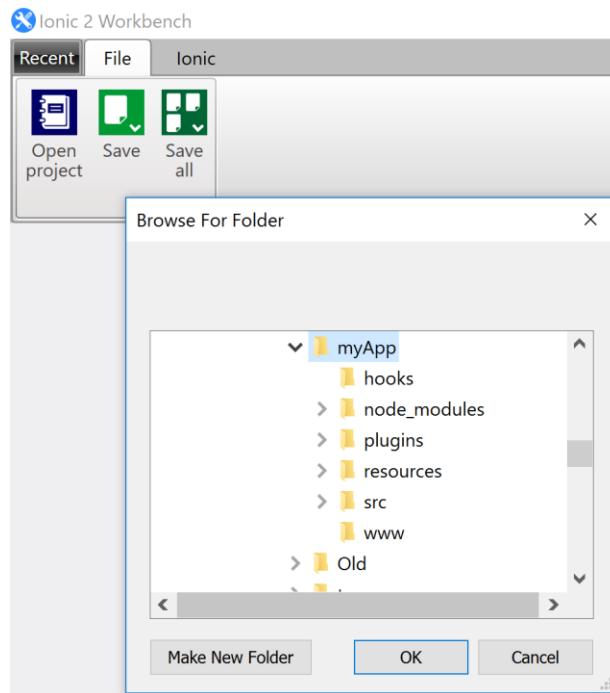 Ionic 2 Workbench
Recent File Ionic
Open project Save Save all
Browse For Folder
myApp
hooks
node_modules
plugins
resources
src
www
Old
Make New Folder OK Cancel